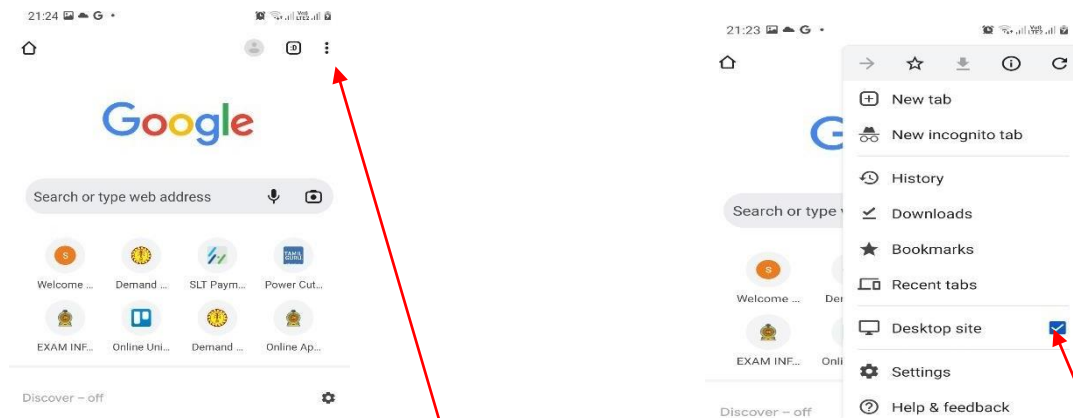 21:24 G
:D
Google
Search or type web address
S
Welcome ...
Demand ...
SLT Paym...
TAMIL GURU
Power Cut...
EXAM INF...
Online Uni...
Demand ...
Online Ap...
Discover – off
21:23 G
G
New tab
New incognito tab
History
Search or type
Downloads
Bookmarks
S
Recent tabs
Welcome ...
Der
Desktop site
EXAM INF...
Onli
Settings
Help & feedback
Discover – off